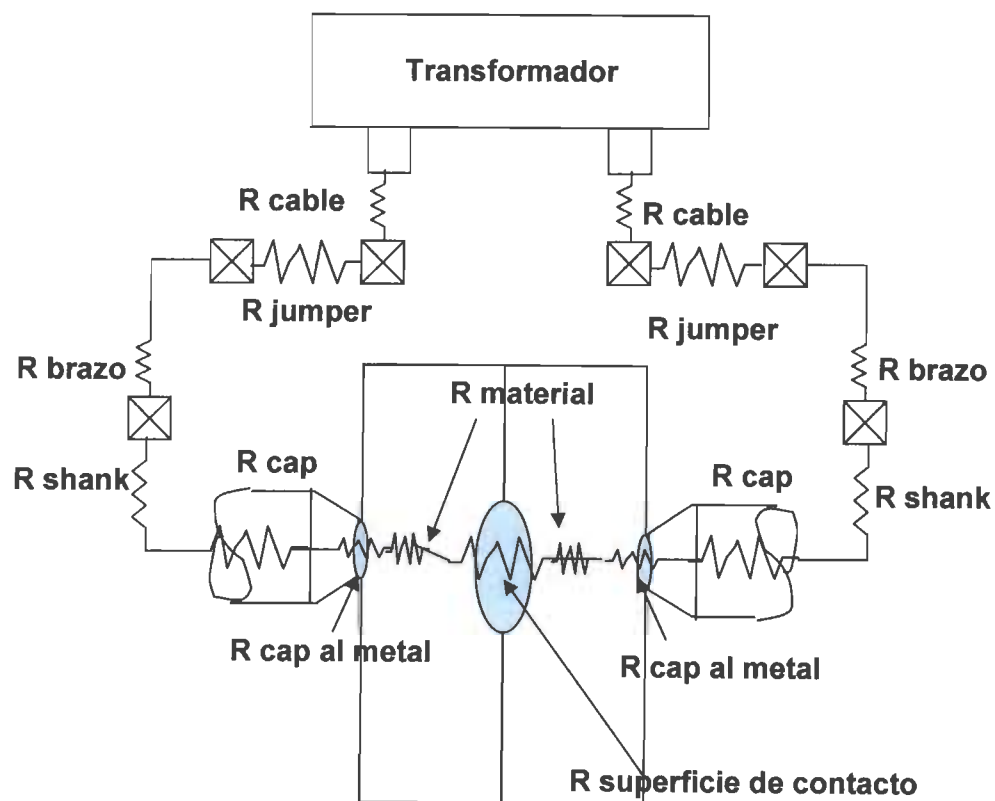 Transformador
R cable
R cable
R jumper
R jumper
R brazo
R material
R brazo
R cap
R cap
R shank
R shank
R cap al metal
R cap al metal
R superficie de contacto